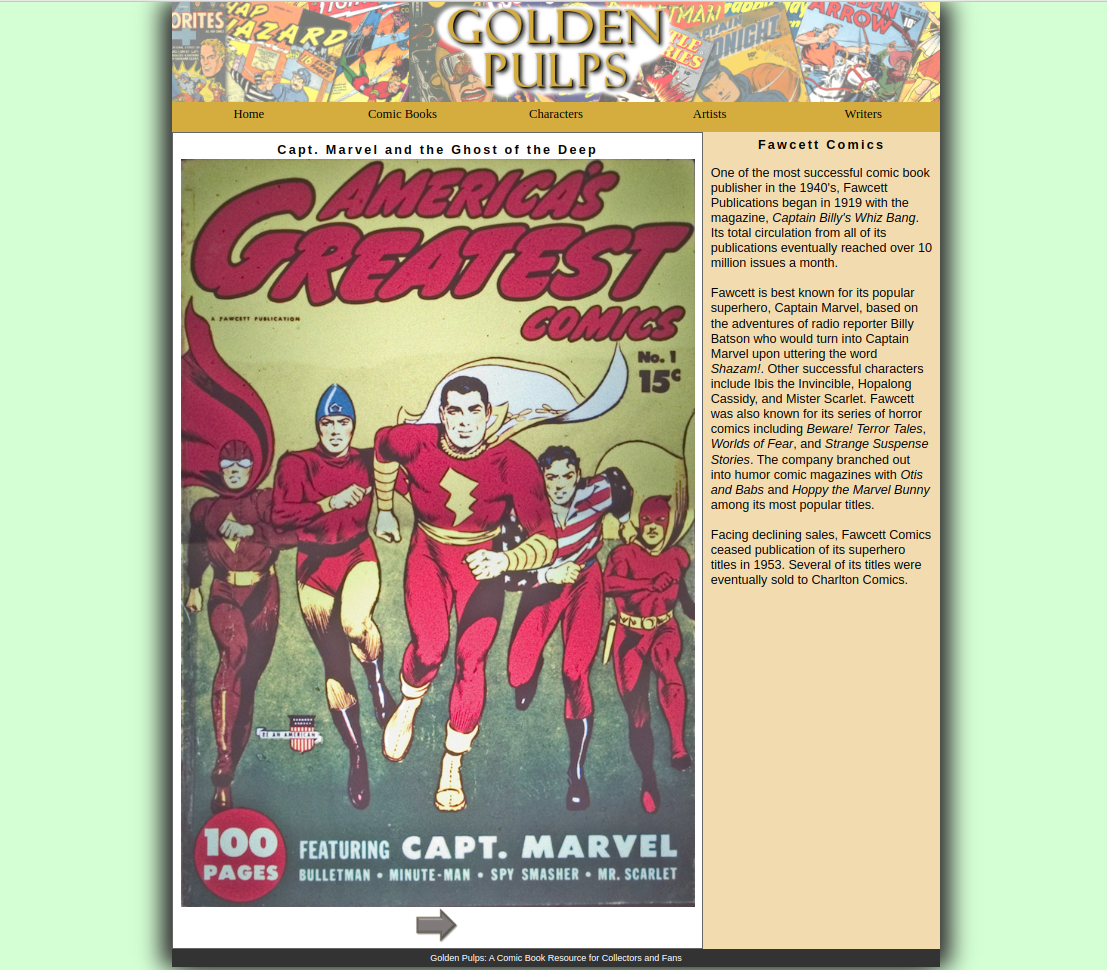 ORITES
HAZARD
GOLDEN
PULPS
ARROW
10¢
Home
Comic Books
Characters
Artists
Writers
Capt. Marvel and the Ghost of the Deep
AMERICA'S
GREATEST
COMICS
A FAWCETT PUBLICATION
No. 1
15¢
BE AN AMERICAN
100
PAGES
FEATURING CAPT. MARVEL
BULLETMAN • MINUTE-MAN • SPY SMASHER • MR. SCARLET
Fawcett Comics
One of the most successful comic book
publisher in the 1940's, Fawcett
Publications began in 1919 with the
magazine, Captain Billy's Whiz Bang.
Its total circulation from all of its
publications eventually reached over 10
million issues a month.
Fawcett is best known for its popular
superhero, Captain Marvel, based on
the adventures of radio reporter Billy
Batson who would turn into Captain
Marvel upon uttering the word
Shazam!. Other successful characters
include Ibis the Invincible, Hopalong
Cassidy, and Mister Scarlet. Fawcett
was also known for its series of horror
comics including Beware! Terror Tales,
Worlds of Fear, and Strange Suspense
Stories. The company branched out
into humor comic magazines with Otis
and Babs and Hoppy the Marvel Bunny
among its most popular titles.
Facing declining sales, Fawcett Comics
ceased publication of its superhero
titles in 1953. Several of its titles were
eventually sold to Charlton Comics.
Golden Pulps: A Comic Book Resource for Collectors and Fans